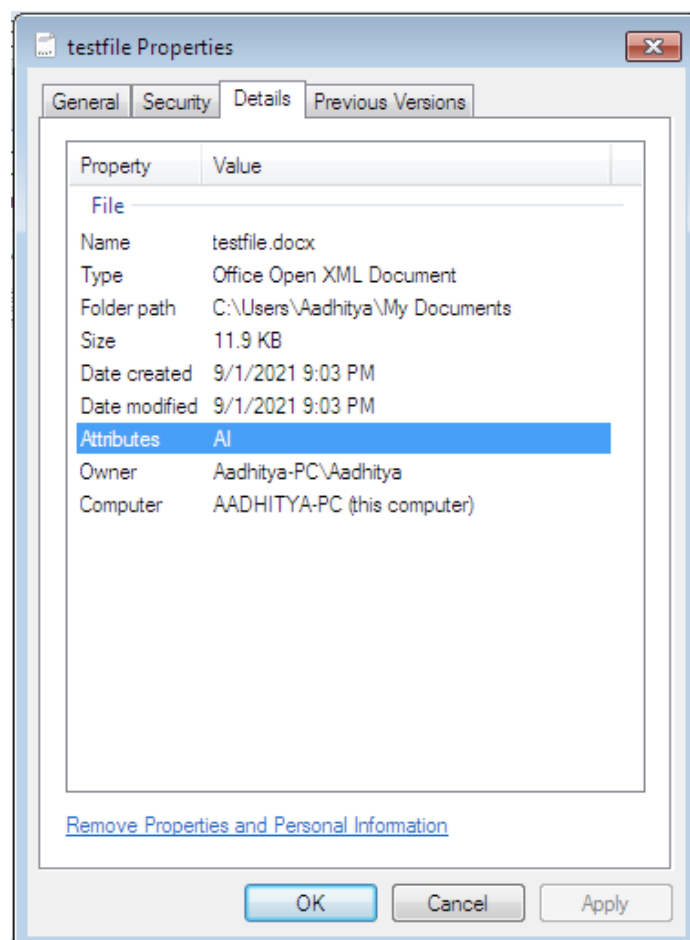 testfile Properties
General Security Details Previous Versions
Property Value
File
Name testfile.docx
Type Office Open XML Document
Folder path C:\Users\Aadhitya\My Documents
Size 11.9 KB
Date created 9/1/2021 9:03 PM
Date modified 9/1/2021 9:03 PM
Attributes AI
Owner Aadhitya-PC\Aadhitya
Computer AADHITYA-PC (this computer)
Remove Properties and Personal Information
OK Cancel Apply